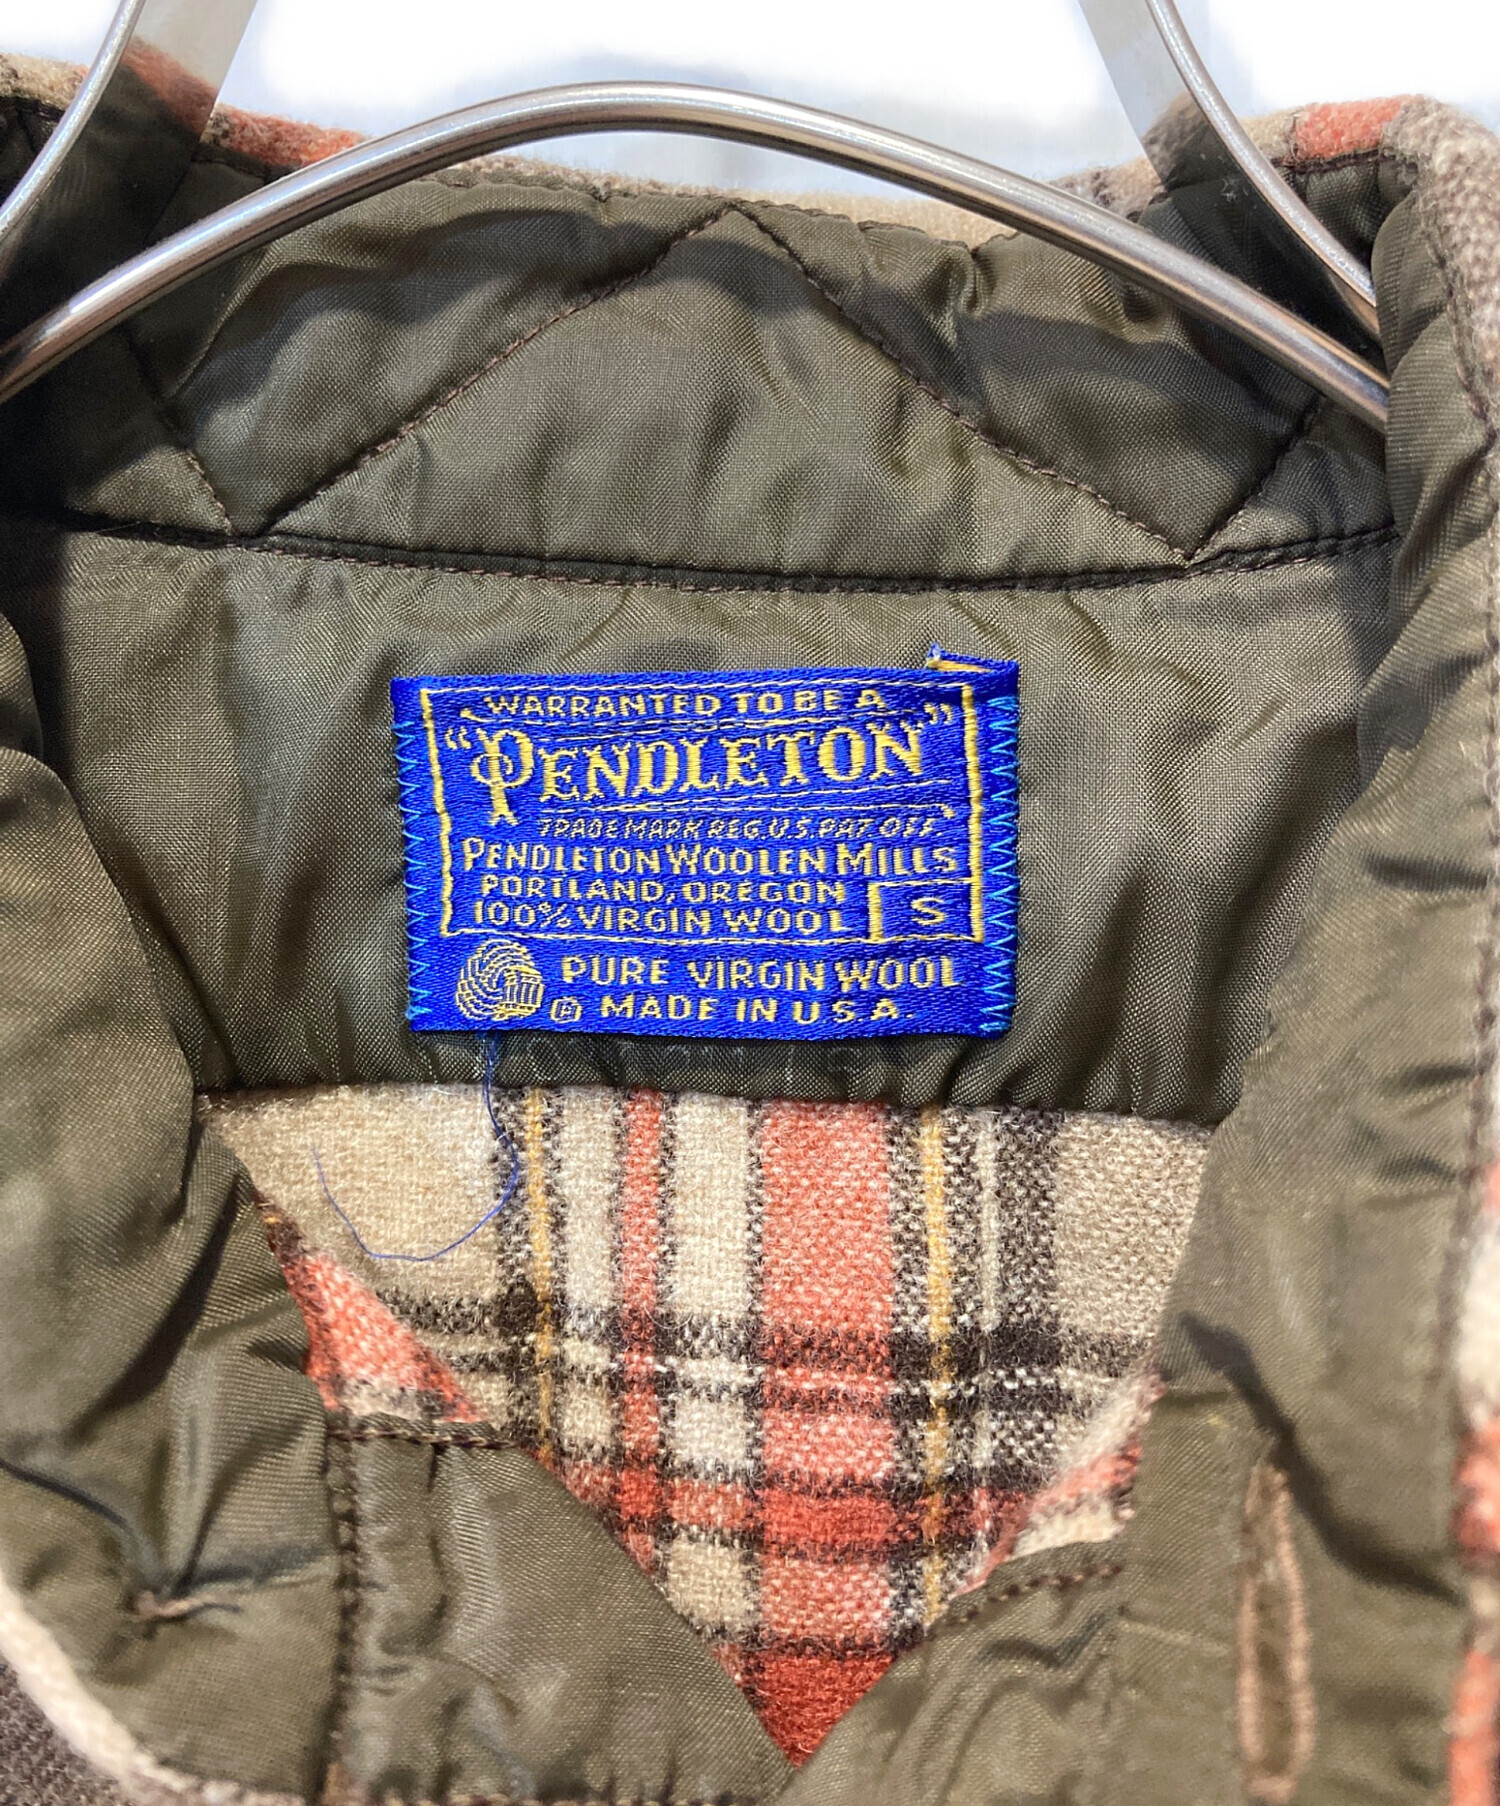 WARRANTED TO BE A
"PENDLETON"
TRADE MARK REG. U.S. PAT. OFF.
PENDLETON WOOLEN MILLS
PORTLAND, OREGON
100% VIRGIN WOOL S
PURE VIRGIN WOOL
® MADE IN U.S.A.